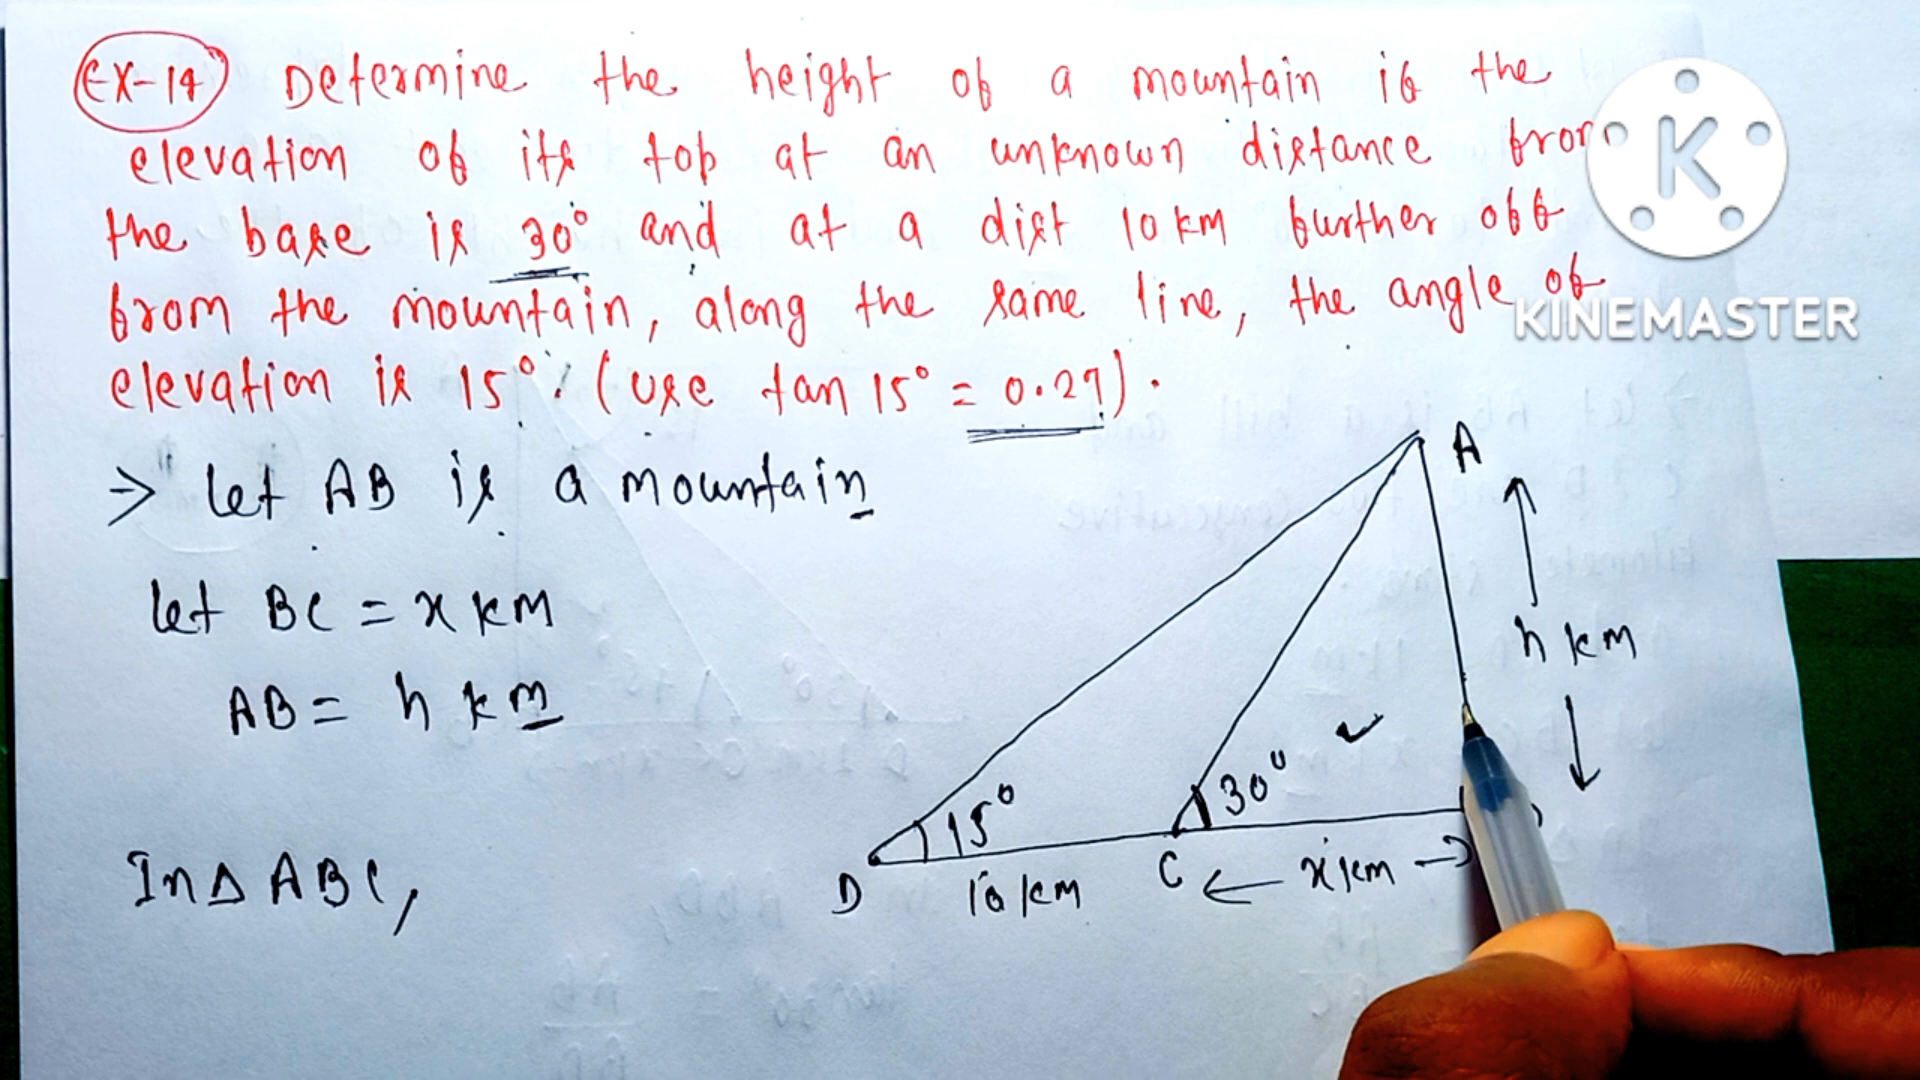 Ex-14
Determine the height of a mountain if the
elevation of its top at an unknown distance from
the base is 30° and at a dist 10 km further off
from the mountain, along the same line, the angle of
elevation is 15°. (use tan 15° = 0.27).
→ let AB is a mountain
let BC = x km
AB = h km
In Δ ABC,
A
h km
30°
15°
D
10 km
C
x km
K
KINEMASTER